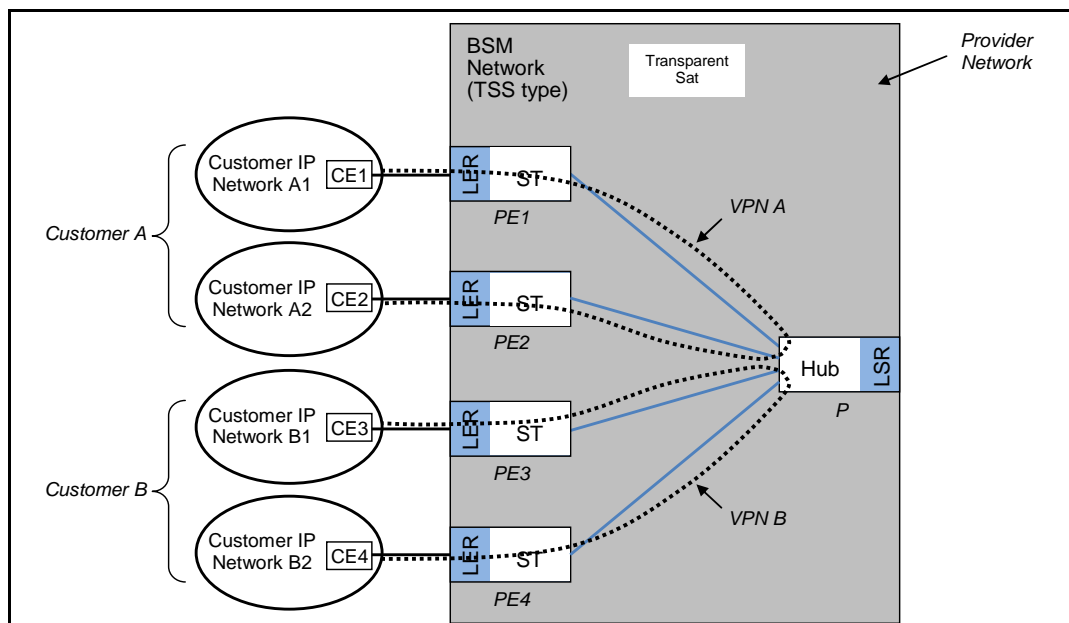 BSM
Network
(TSS type)
Transparent
Sat
Provider
Network
Customer IP
Network A1
CE1
LER
ST
PE1
VPN A
Customer A
Customer IP
Network A2
CE2
LER
ST
PE2
Hub
LSR
P
Customer IP
Network B1
CE3
LER
ST
PE3
Customer B
VPN B
Customer IP
Network B2
CE4
LER
ST
PE4